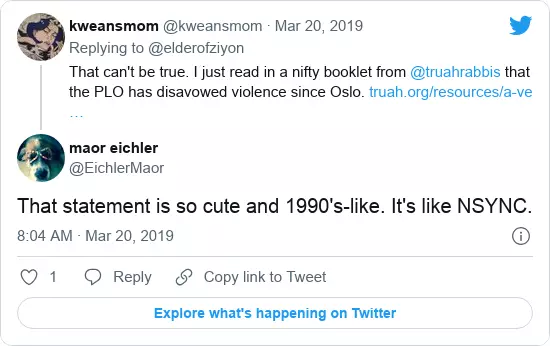 kweansmom @kweansmom · Mar 20, 2019
Replying to @elderofziyon
That can't be true. I just read in a nifty booklet from @truahrabbis that
the PLO has disavowed violence since Oslo. truah.org/resources/a-ve
…
maor eichler
@EichlerMaor
That statement is so cute and 1990's-like. It's like NSYNC.
8:04 AM · Mar 20, 2019
1 Reply Copy link to Tweet
Explore what's happening on Twitter